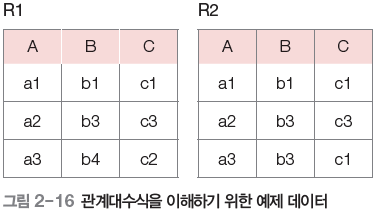 R1 R2
A B C A B C
a1 b1 c1 a1 b1 c1
a2 b3 c3 a2 b3 c3
a3 b4 c2 a3 b3 c1
그림 2-16 관계대수식을 이해하기 위한 예제 데이터